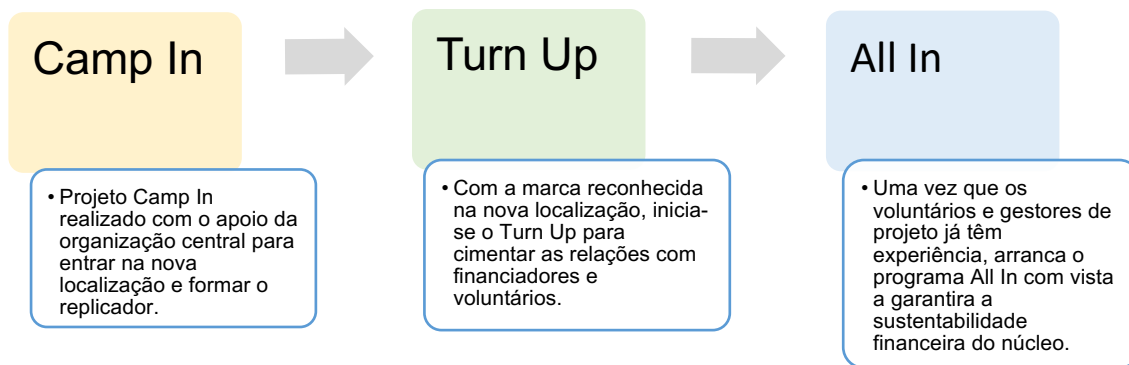 Camp In
Turn Up
All In
• Projeto Camp In
realizado com o apoio da
organização central para
entrar na nova
localização e formar o
replicador.
• Com a marca reconhecida
na nova localização, inicia-
se o Turn Up para
cimentar as relações com
financiadores e
voluntários.
• Uma vez que os
voluntários e gestores de
projeto já têm
experiência, arranca o
programa All In com vista
a garantira a
sustentabilidade
financeira do núcleo.